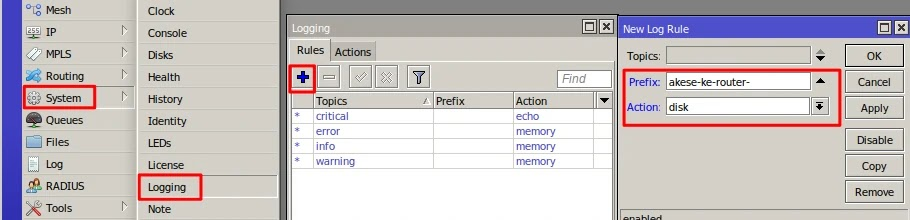 Mesh
IP
MPLS
Routing
System
Queues
Files
Log
RADIUS
Tools
Clock
Console
Disks
Health
History
Identity
LEDs
License
Logging
Note
Logging
Rules Actions
Find
Topics Prefix Action
* critical echo
* error memory
* info memory
* warning memory
New Log Rule
Topics:
Prefix: akese-ke-router-
Action: disk
OK
Cancel
Apply
Disable
Copy
Remove
enabled